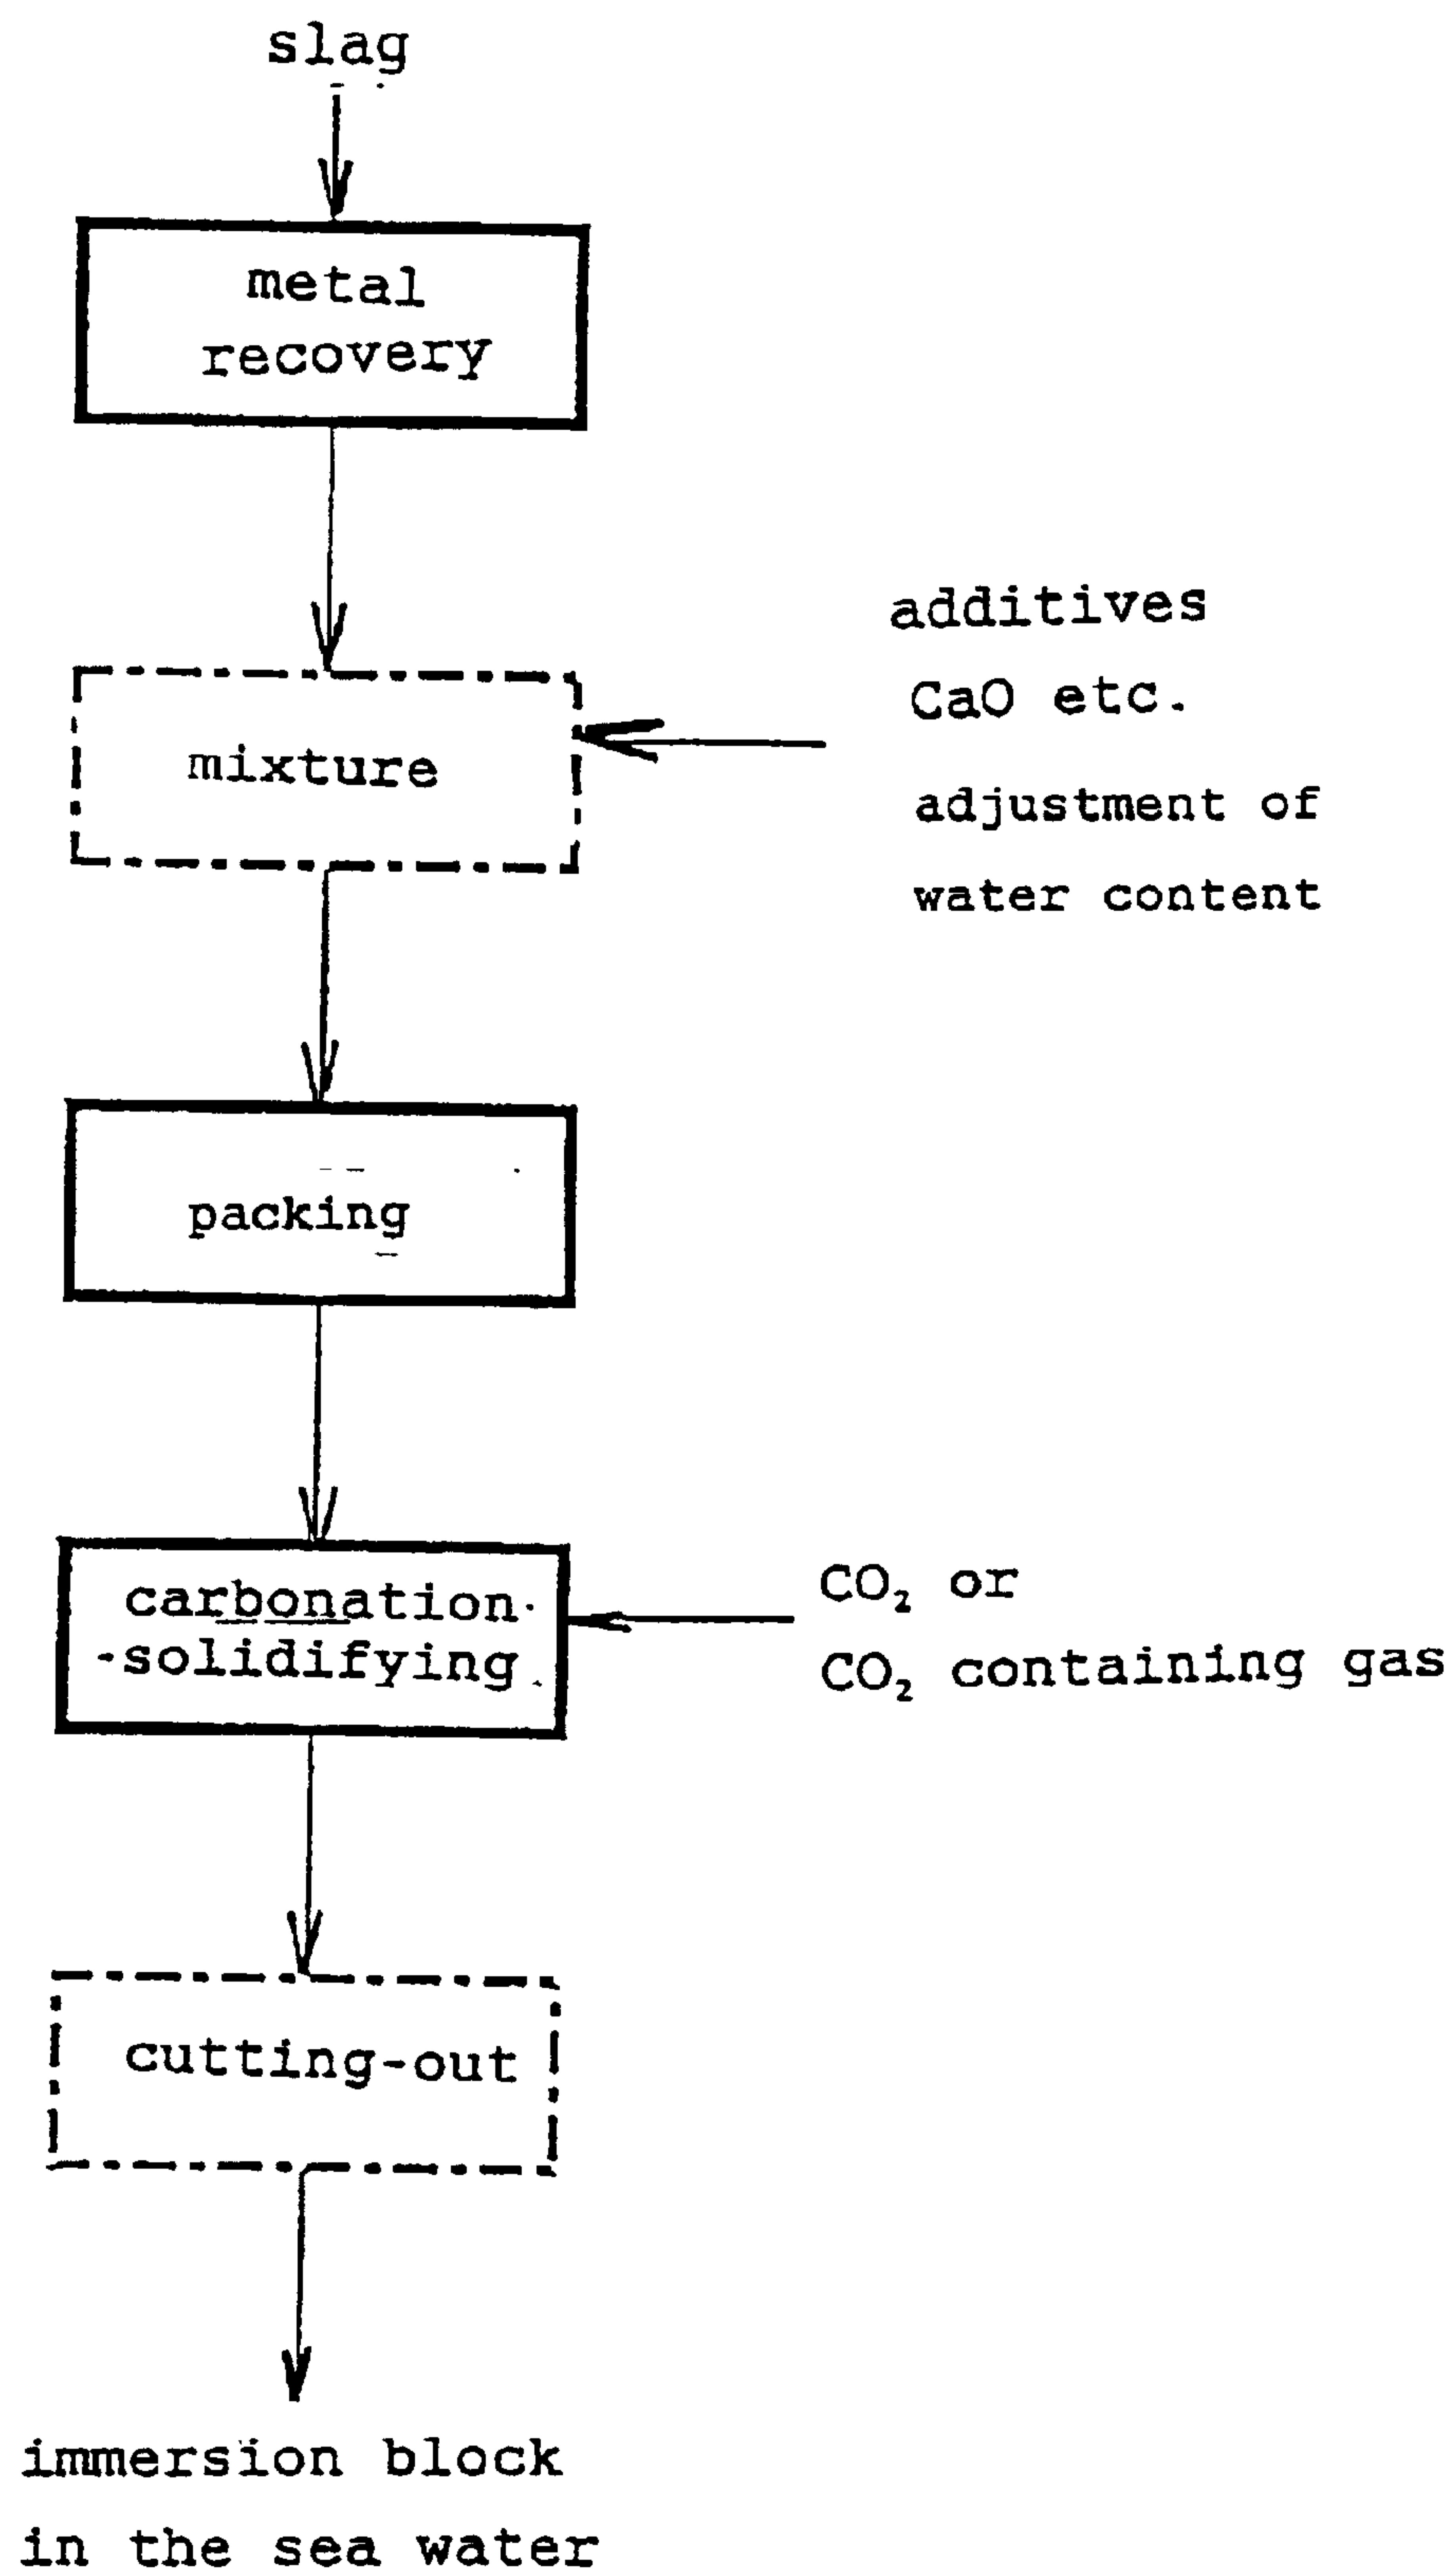 slag
metal
recovery
additives
CaO etc.
mixture
adjustment of
water content
packing
carbonation
-solidifying
CO₂ or
CO₂ containing gas
cutting-out
immersion block
in the sea water